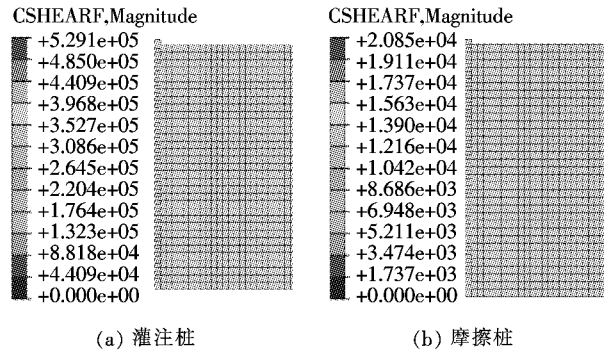 CSHEARF,Magnitude
+5.291e+05
+4.850e+05
+4.409e+05
+3.968e+05
+3.527e+05
+3.086e+05
+2.645e+05
+2.204e+05
+1.764e+05
+1.323e+05
+8.818e+04
+4.409e+04
+0.000e+00
(a) 灌注桩
CSHEARF,Magnitude
+2.085e+04
+1.911e+04
+1.737e+04
+1.563e+04
+1.390e+04
+1.216e+04
+1.042e+04
+8.686e+03
+6.948e+03
+5.211e+03
+3.474e+03
+1.737e+03
+0.000e+00
(b) 摩擦桩